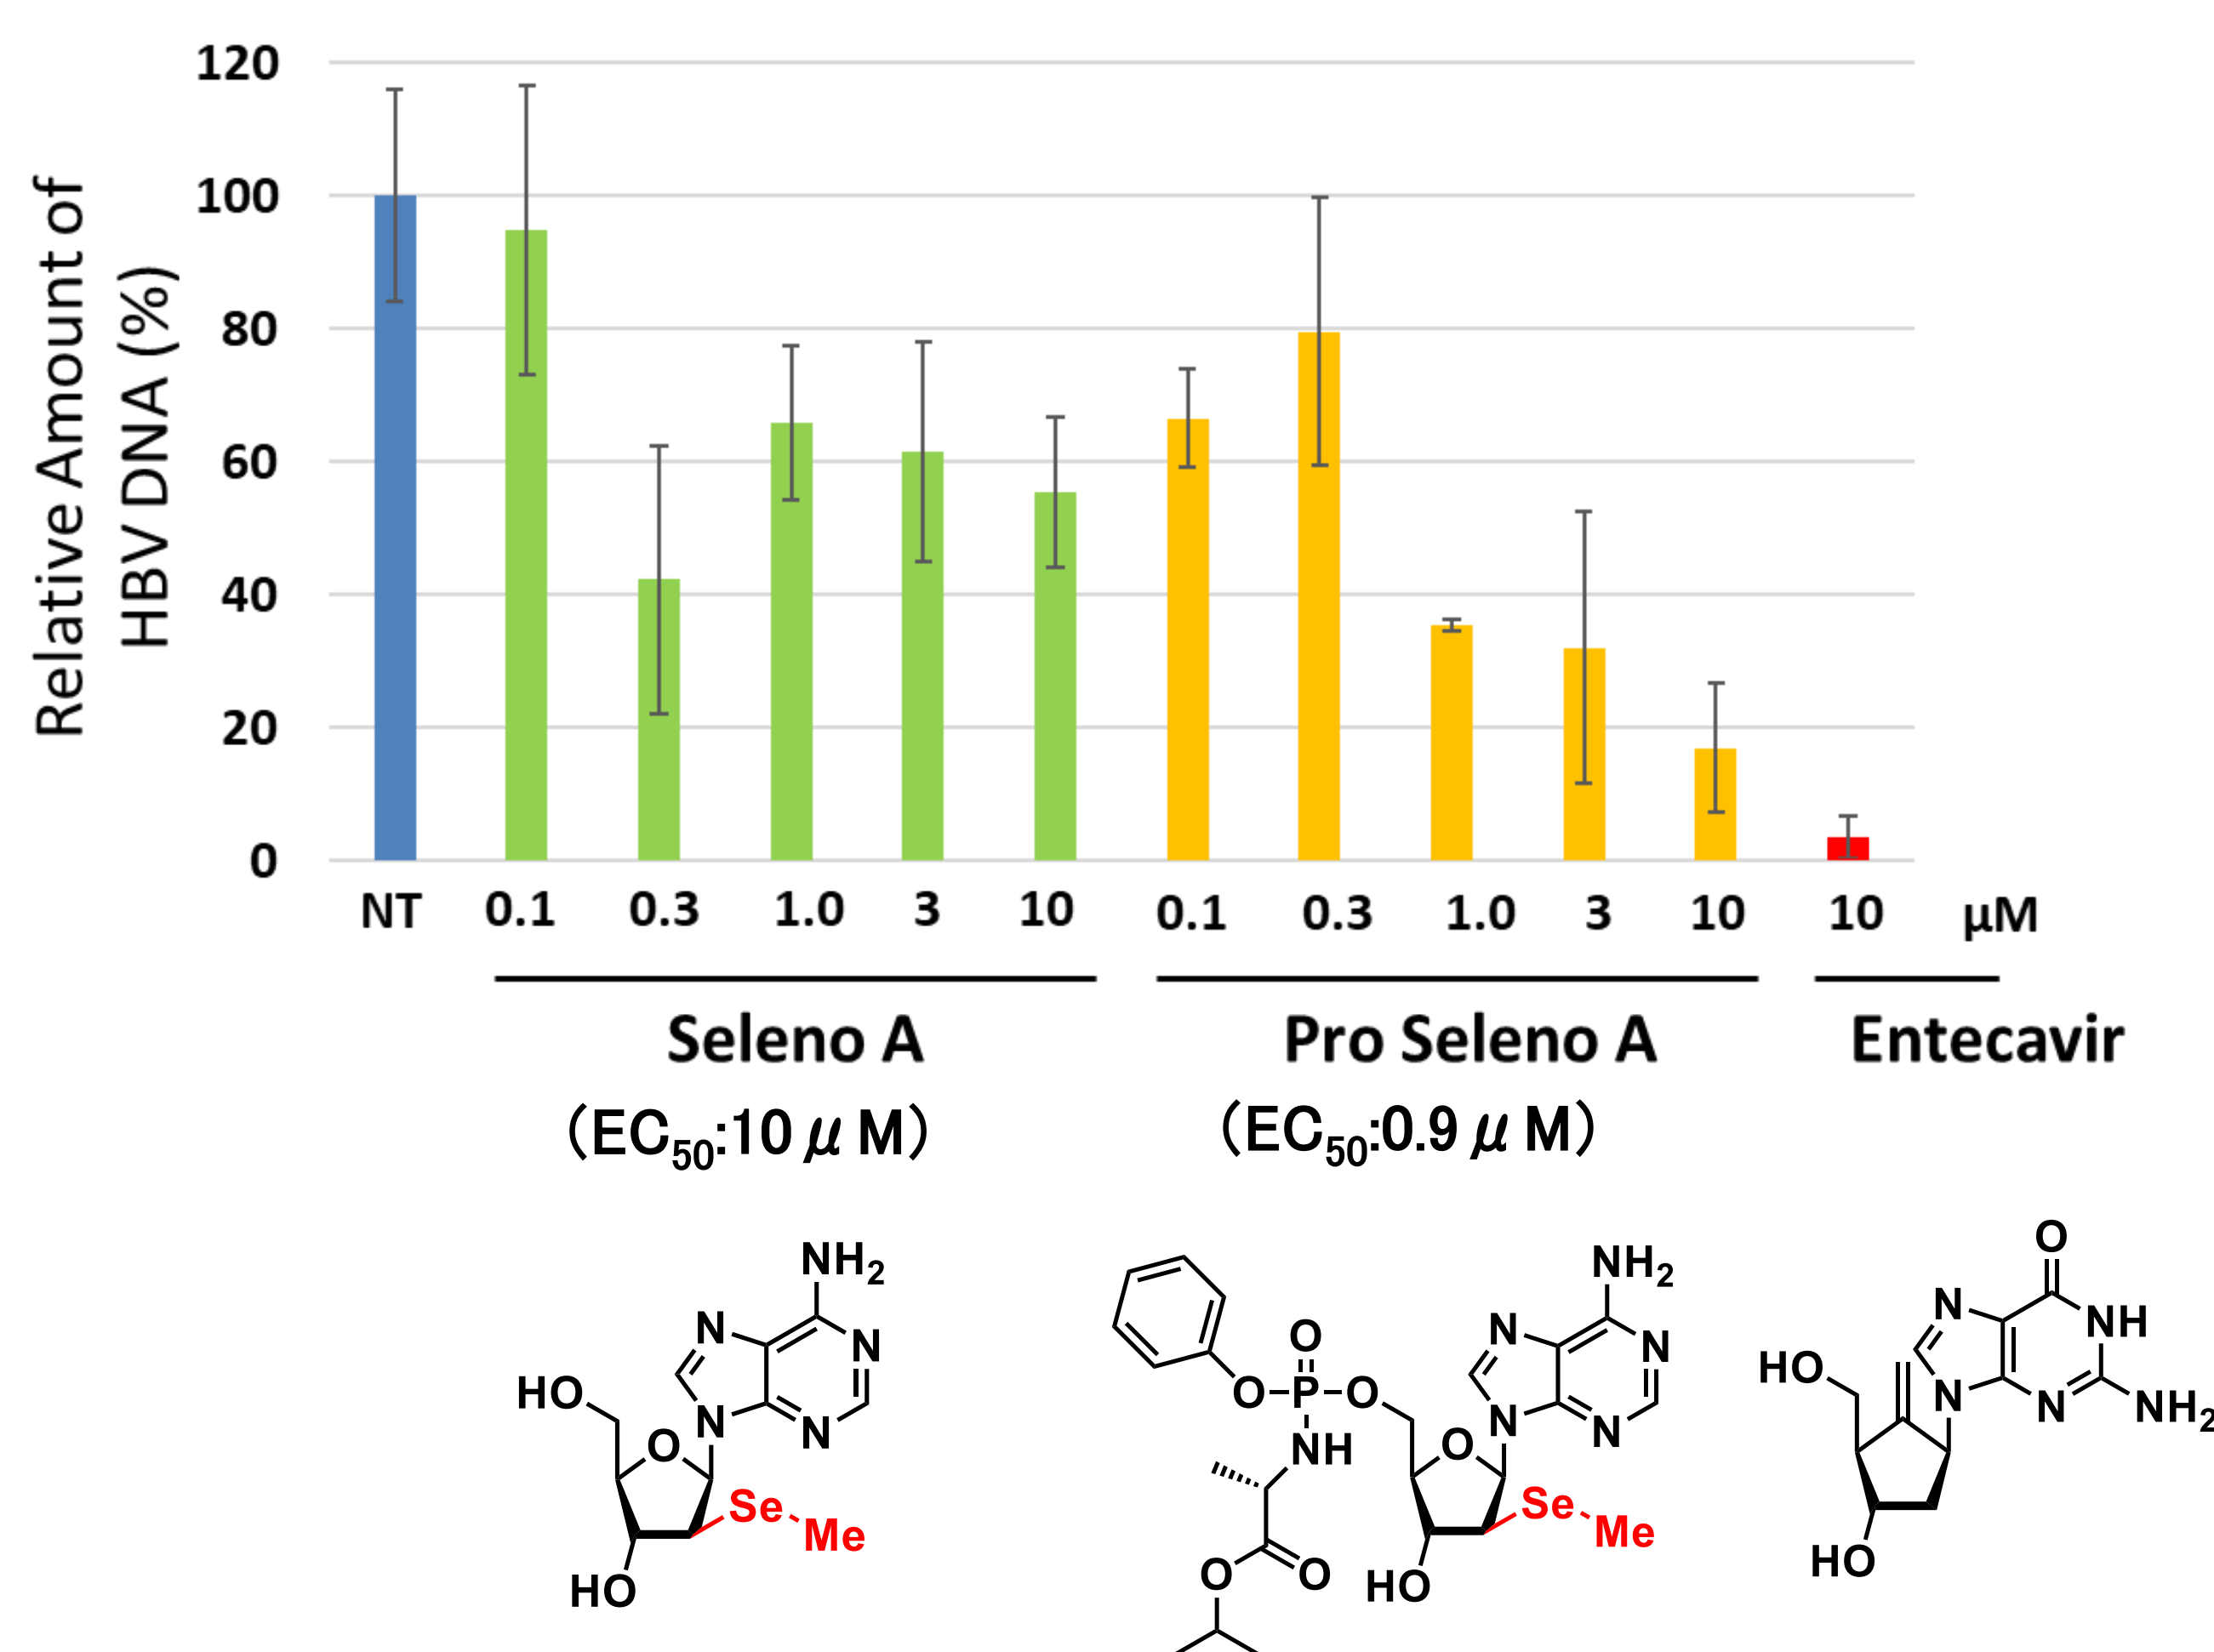 Relative Amount of
HBV DNA (%)
120
100
80
60
40
20
0
NT 0.1 0.3 1.0 3 10 0.1 0.3 1.0 3 10 10 μM
Seleno A Pro Seleno A Entecavir
(EC50:10μM) (EC50:0.9μM)
NH2
N
N
N
N
HO
O
Se
Me
HO
NH2
N
N
N
N
O
O
P
O
NH
O
Se
Me
O
O
HO
O
N
NH
HO
N
N
NH2
HO